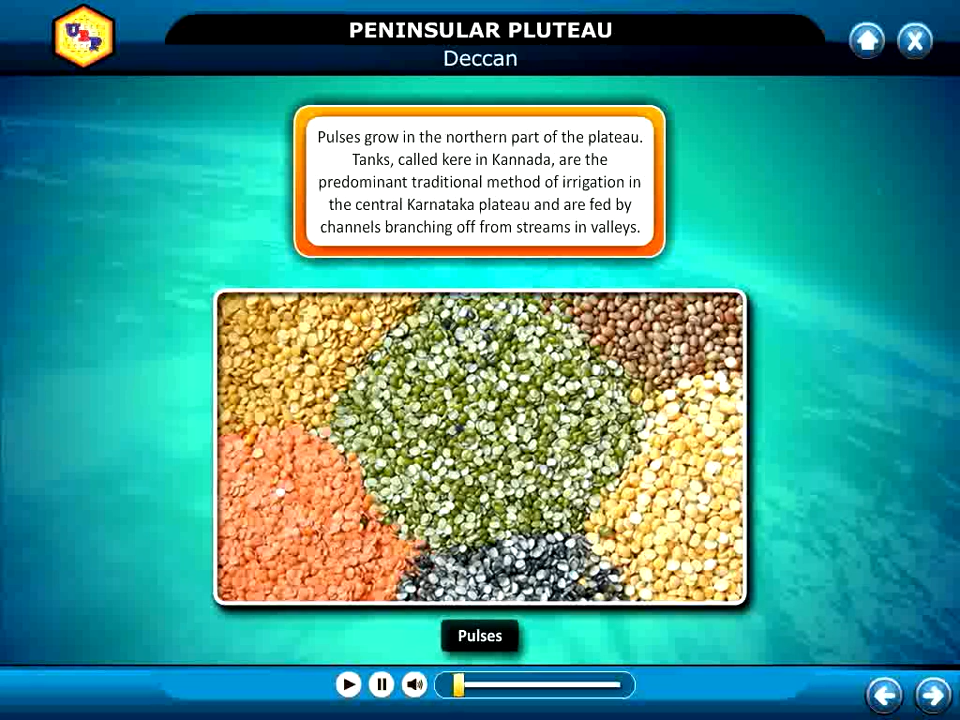 URP
PENINSULAR PLUTEAU
Deccan
Pulses grow in the northern part of the plateau.
Tanks, called kere in Kannada, are the
predominant traditional method of irrigation in
the central Karnataka plateau and are fed by
channels branching off from streams in valleys.
Pulses